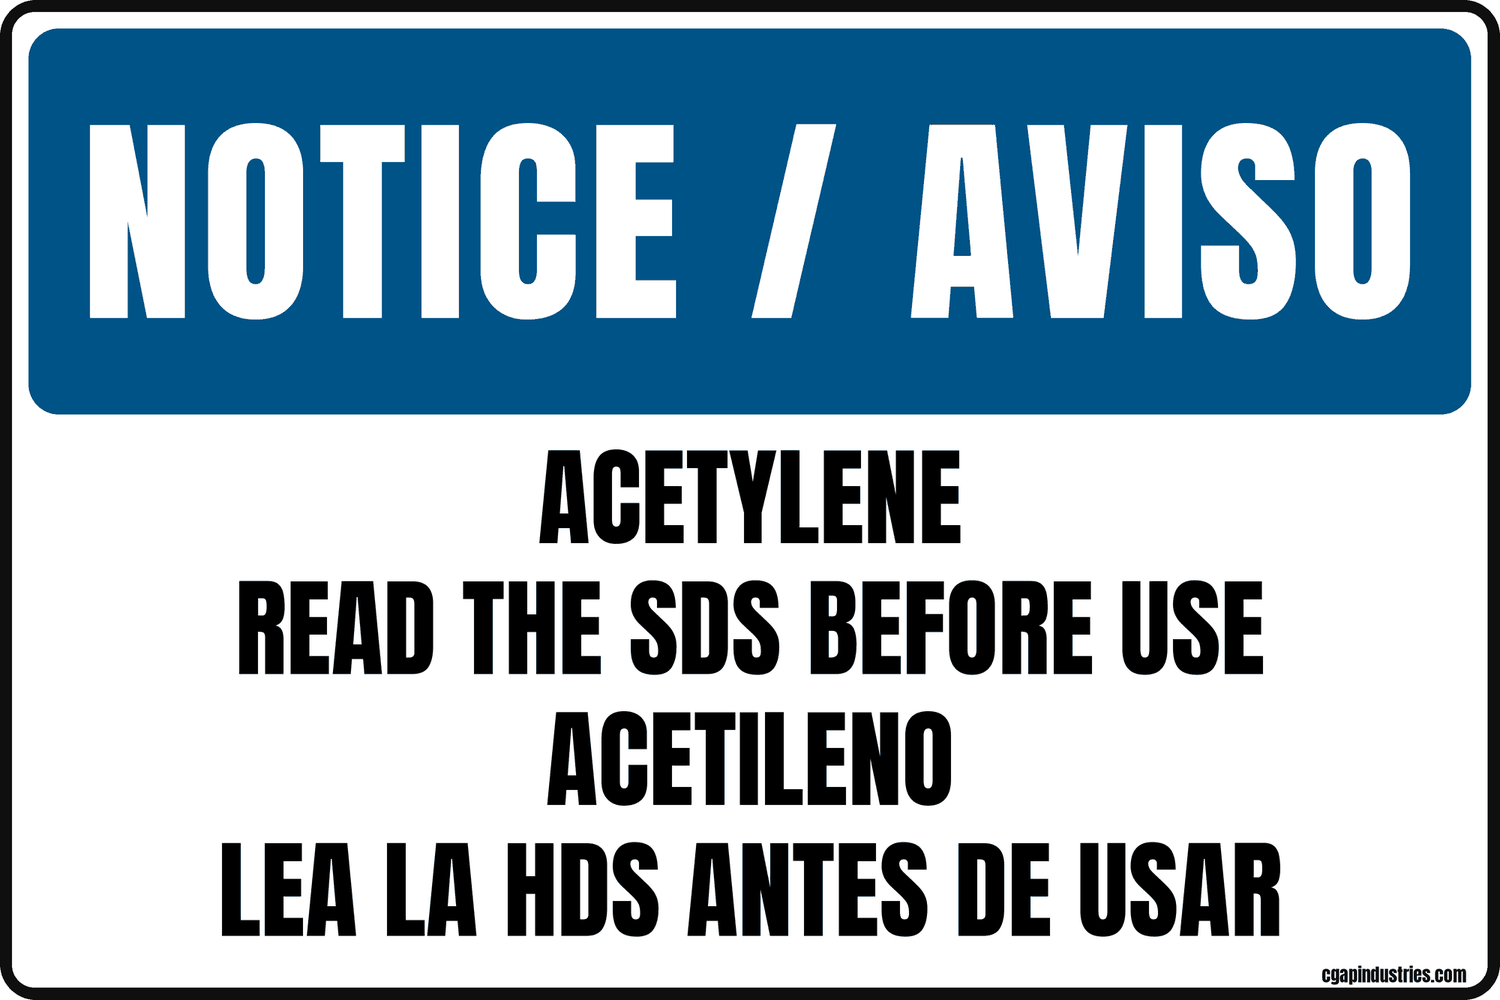 NOTICE / AVISO
ACETYLENE
READ THE SDS BEFORE USE
ACETILENO
LEA LA HDS ANTES DE USAR
cgapindustries.com